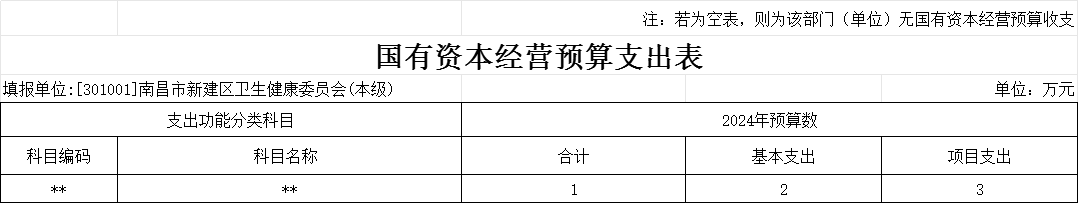 注：若为空表，则为该部门（单位）无国有资本经营预算收支
国有资本经营预算支出表
填报单位:[301001]南昌市新建区卫生健康委员会(本级) 单位：万元
支出功能分类科目 2024年预算数
科目编码 科目名称 合计 基本支出 项目支出
** ** 1 2 3